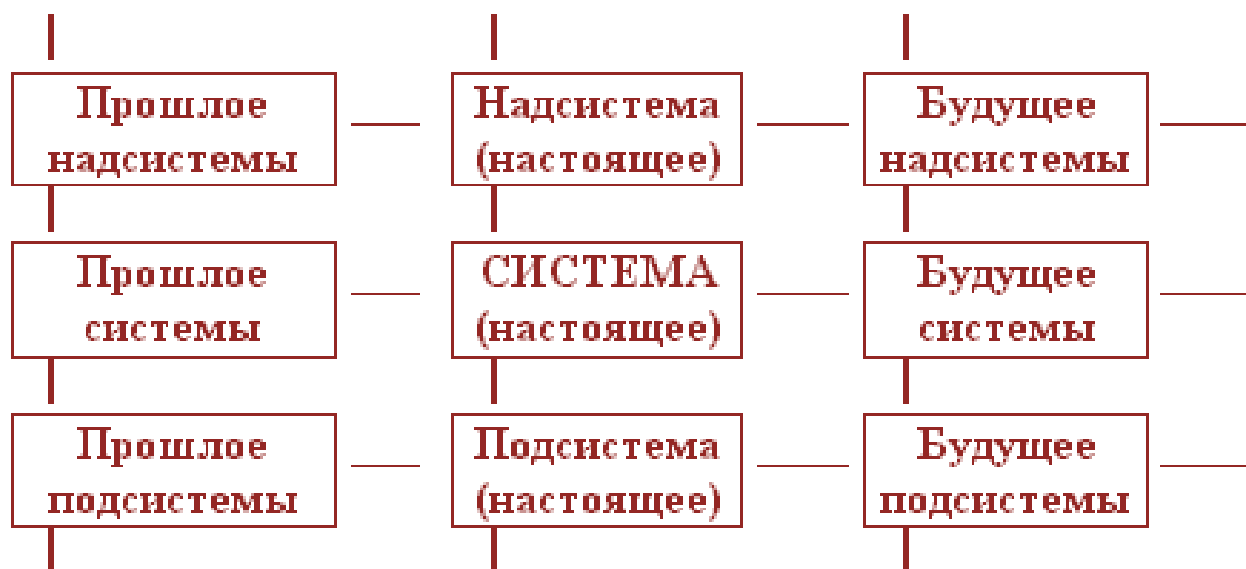 Прошлое
надсистемы
Надсистема
(настоящее)
Будущее
надсистемы
Прошлое
системы
СИСТЕМА
(настоящее)
Будущее
системы
Прошлое
подсистемы
Подсистема
(настоящее)
Будущее
подсистемы